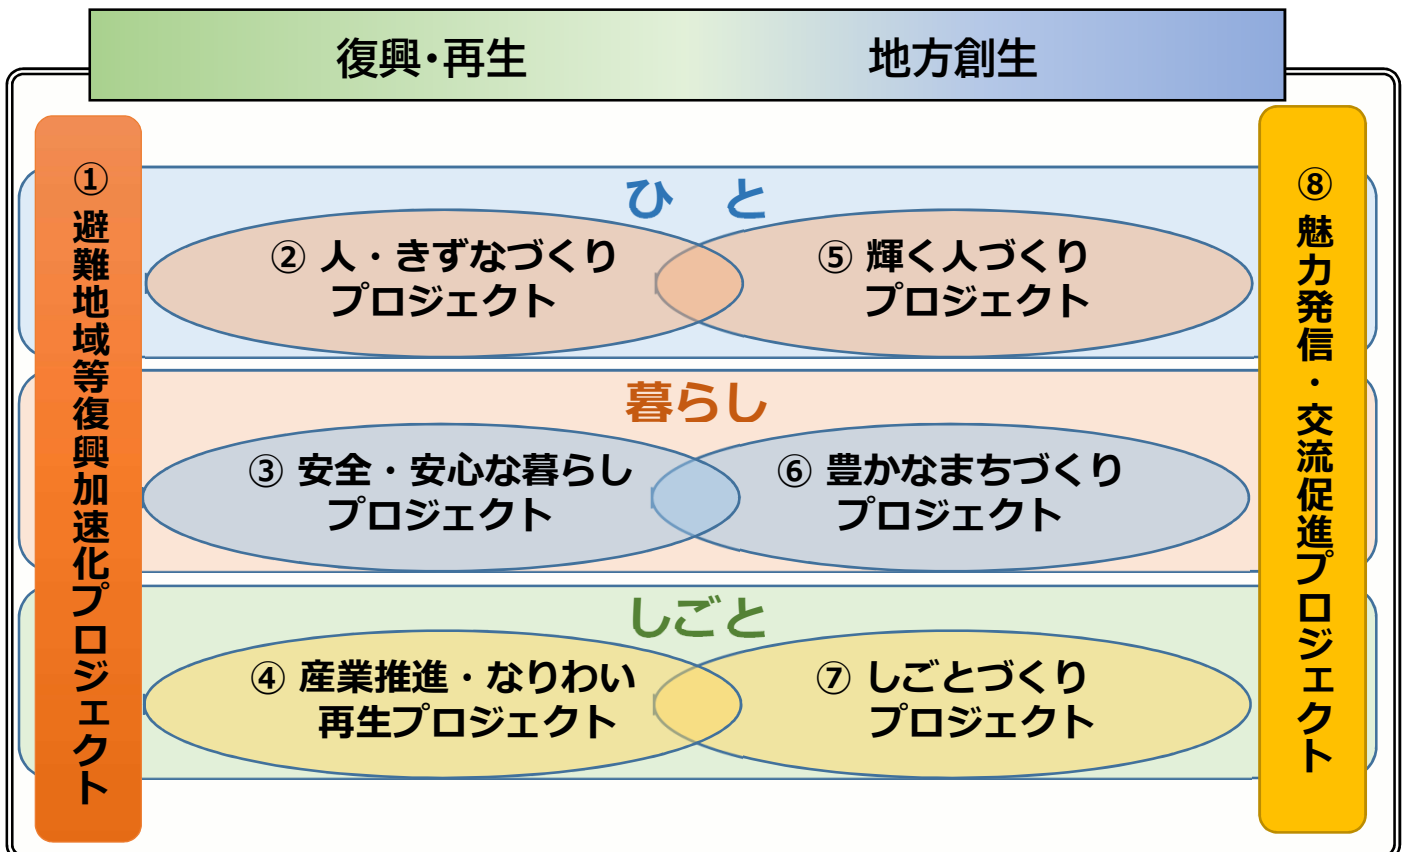 復興・再生
地方創生
① 避難地域等復興加速化プロジェクト
ひと
② 人・きずなづくり
プロジェクト
⑤ 輝く人づくり
プロジェクト
暮らし
③ 安全・安心な暮らし
プロジェクト
⑥ 豊かなまちづくり
プロジェクト
しごと
④ 産業推進・なりわい
再生プロジェクト
⑦ しごとづくり
プロジェクト
⑧ 魅力発信・交流促進プロジェクト